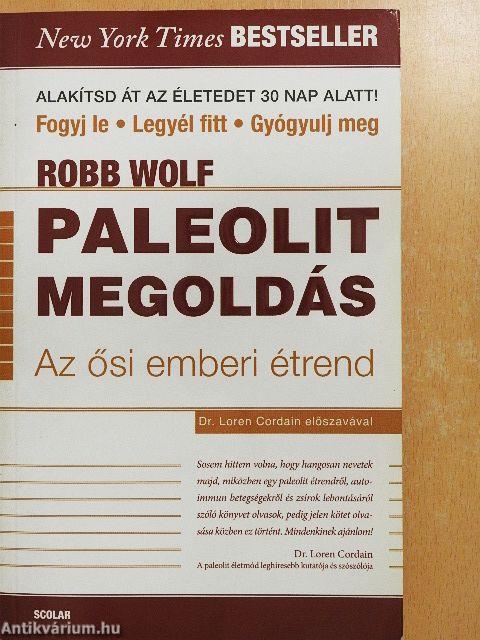 New York Times BESTSELLER
ALAKÍTSD ÁT AZ ÉLETEDET 30 NAP ALATT!
Fogyj le • Legyél fitt • Gyógyulj meg
ROBB WOLF
PALEOLIT
MEGOLDÁS
Az ősi emberi étrend
Dr. Loren Cordain előszavával
Sosem hittem volna, hogy hangosan nevetek
majd, miközben egy paleolit étrendről, auto-
immun betegségekről és zsírok lebontásáról
szóló könyvet olvasok, pedig jelen kötet olva-
sása közben ez történt. Mindenkinek ajánlom!
Dr. Loren Cordain
A paleolit életmód leghíresebb kutatója és szószólója
SCOLAR
Antikvárium.hu